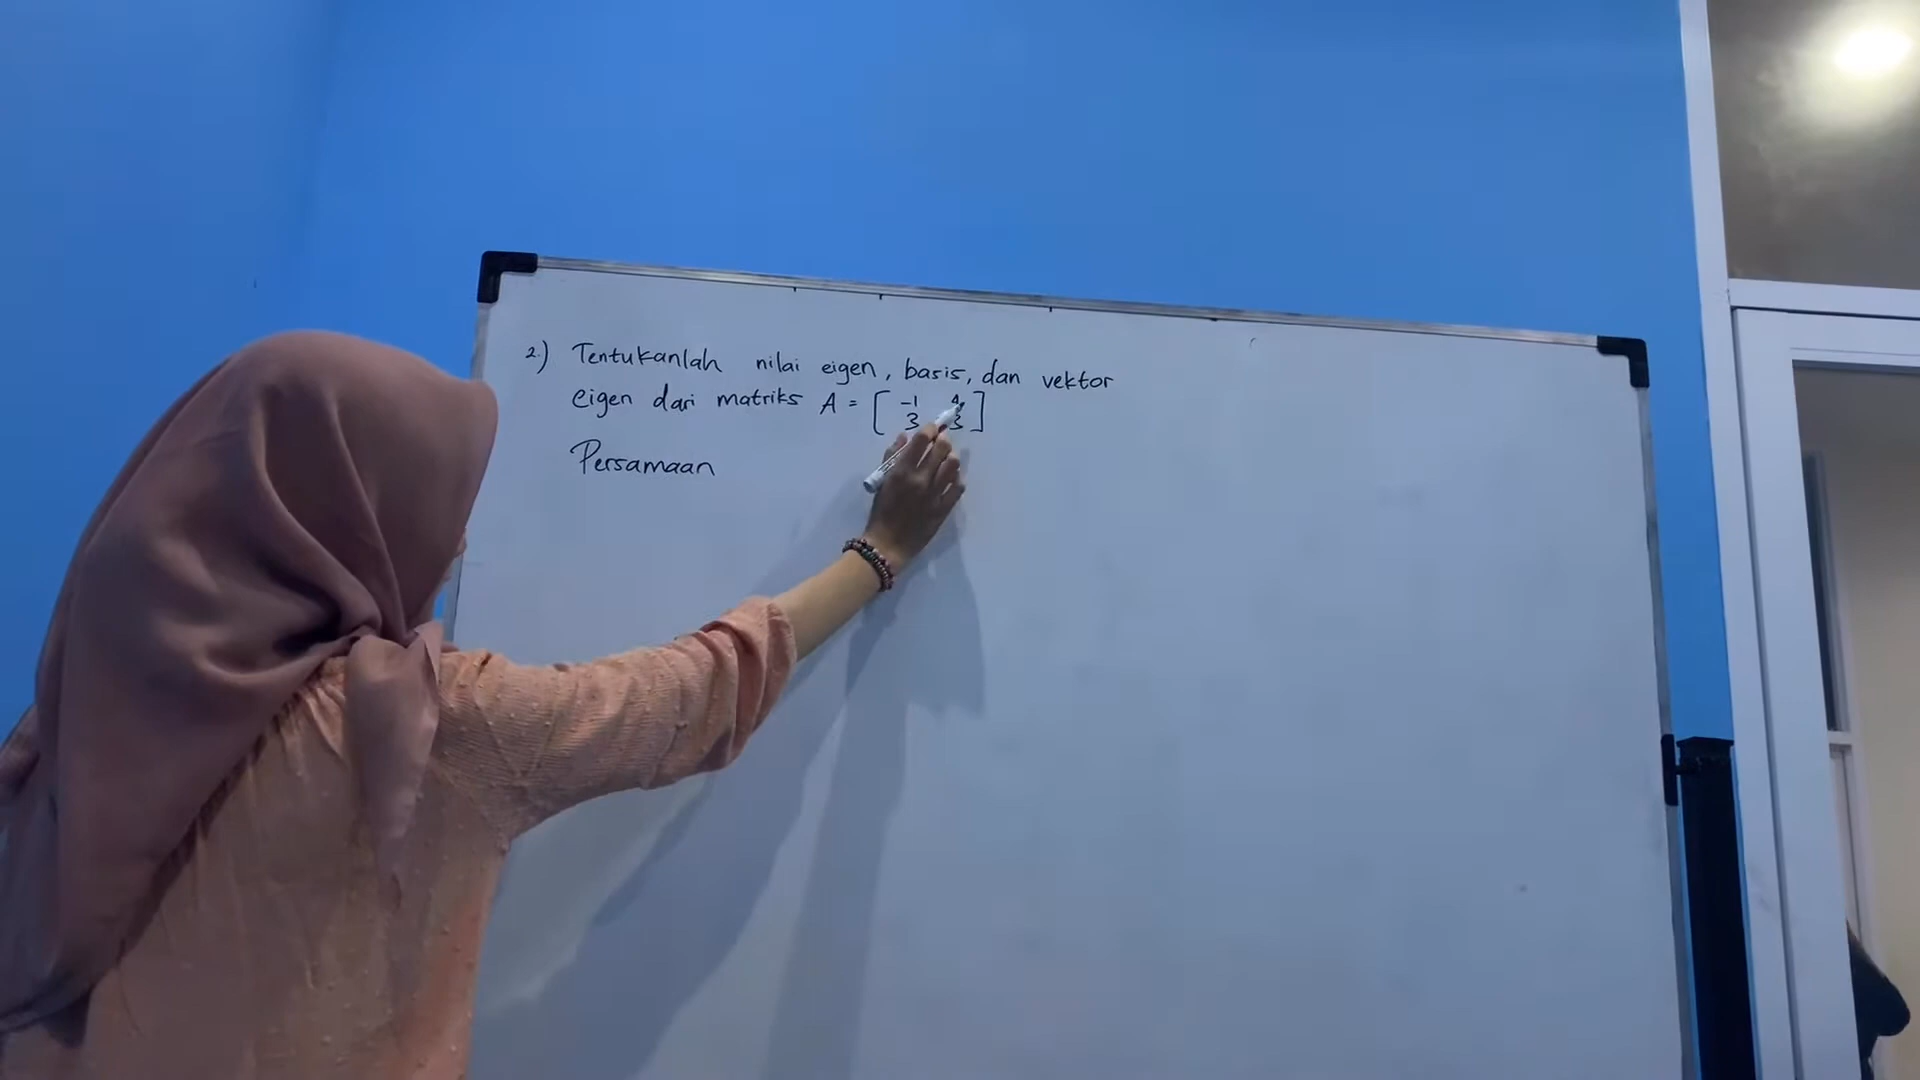 2.) Tentukanlah nilai eigen, basis, dan vektor
eigen dari matriks A = [ -1 4
3 3 ]
Persamaan